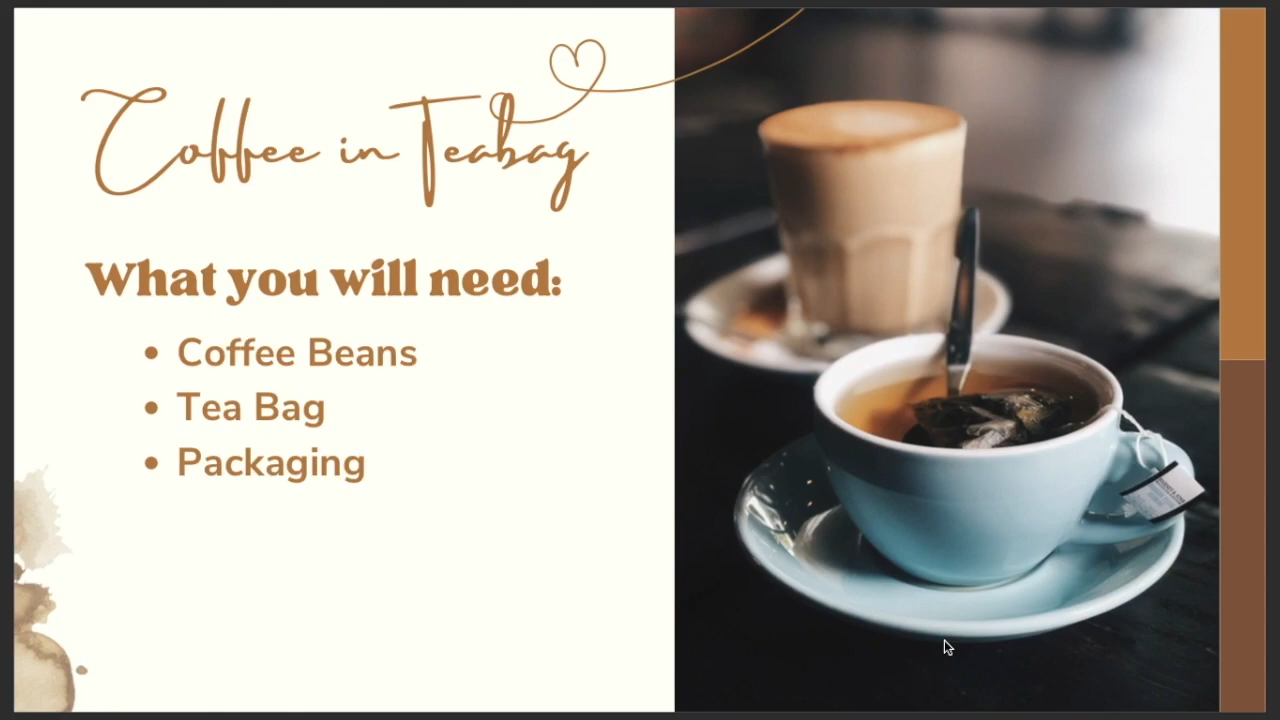 Coffee in Teabag
What you will need:
• Coffee Beans
• Tea Bag
• Packaging